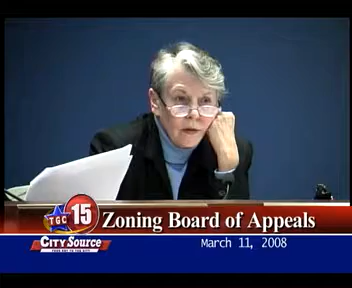 TGC
15
Zoning Board of Appeals
CITY SOURCE
March 11, 2008